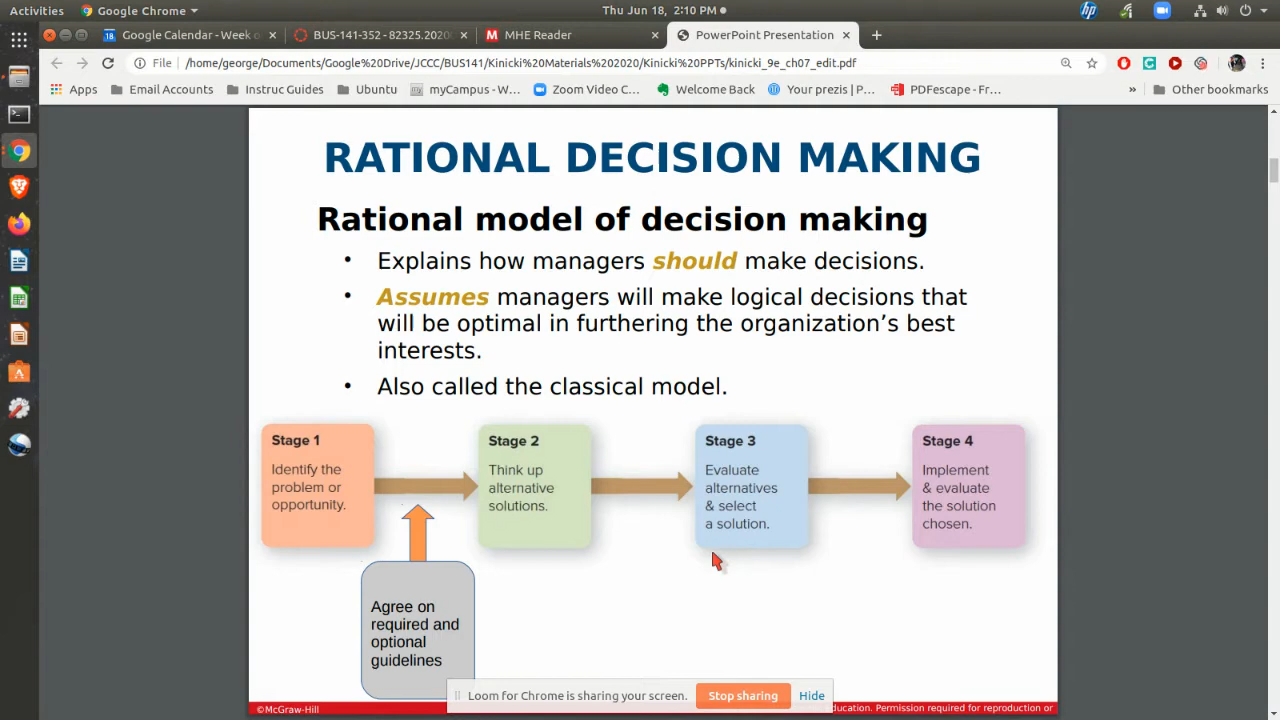 Activities Google Chrome Thu Jun 18, 2:10 PM
Google Calendar - Week o BUS-141-352 - 82325.2020 MHE Reader PowerPoint Presentation
File /home/george/Documents/Google%20Drive/JCCC/BUS141/Kinicki%20Materials%202020/Kinicki%20PPTs/kinicki_9e_ch07_edit.pdf
Apps Email Accounts Instruc Guides Ubuntu myCampus - W... Zoom Video C... Welcome Back Your prezis | P... PDFescape - Fr... » Other bookmarks
RATIONAL DECISION MAKING
Rational model of decision making
• Explains how managers should make decisions.
• Assumes managers will make logical decisions that
will be optimal in furthering the organization's best
interests.
• Also called the classical model.
Stage 1
Identify the
problem or
opportunity.
Stage 2
Think up
alternative
solutions.
Stage 3
Evaluate
alternatives
& select
a solution.
Stage 4
Implement
& evaluate
the solution
chosen.
Agree on
required and
optional
guidelines
Loom for Chrome is sharing your screen. Stop sharing Hide
©McGraw-Hill ducation. Permission required for reproduction or